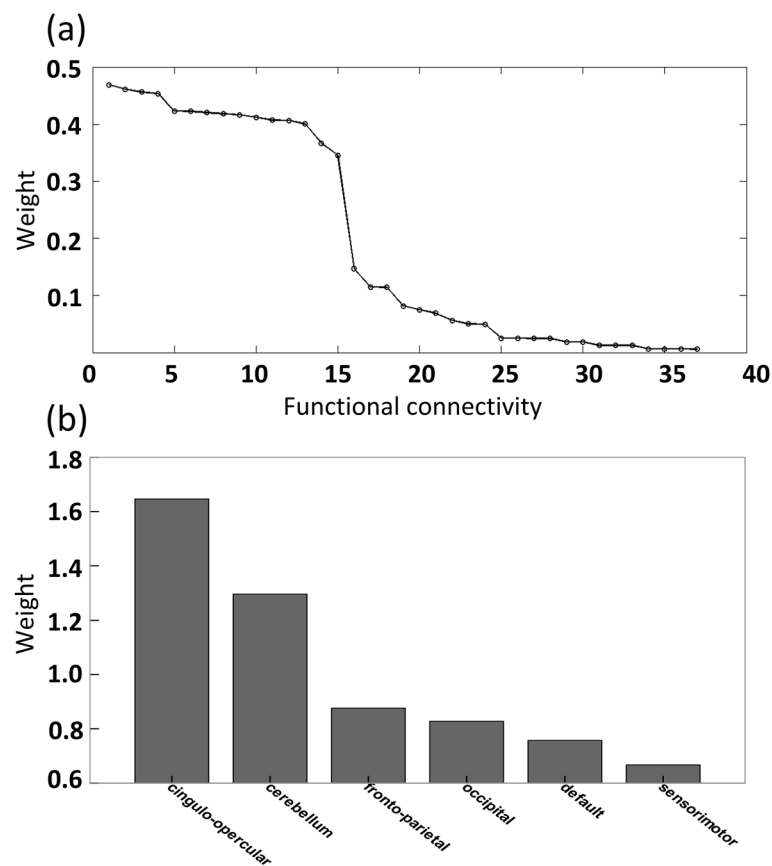 (a)
0.5
0.4
0.3
0.2
0.1
Weight
0 5 10 15 20 25 30 35 40
Functional connectivity
(b)
1.8
1.6
1.4
1.2
1.0
0.8
0.6
Weight
cingulo-opercular
cerebellum
fronto-parietal
occipital
default
sensorimotor